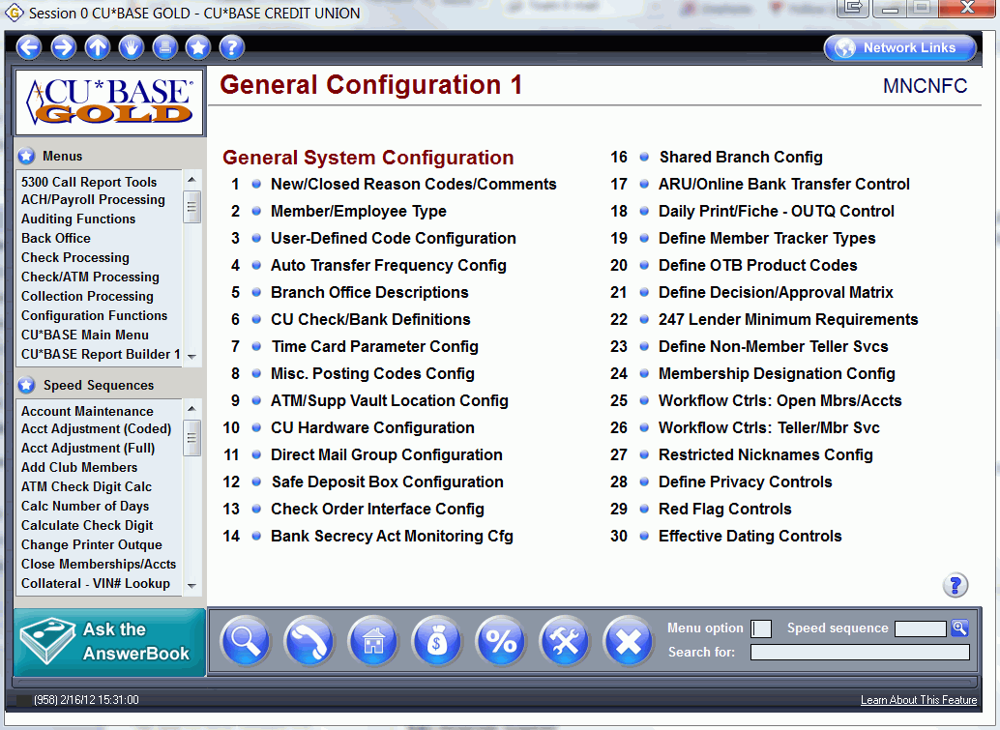 Session 0 CU*BASE GOLD - CU*BASE CREDIT UNION
Network Links
CU*BASE
GOLD
General Configuration 1
MNCNFC
Menus
5300 Call Report Tools
ACH/Payroll Processing
Auditing Functions
Back Office
Check Processing
Check/ATM Processing
Collection Processing
Configuration Functions
CU*BASE Main Menu
CU*BASE Report Builder 1
Speed Sequences
Account Maintenance
Acct Adjustment (Coded)
Acct Adjustment (Full)
Add Club Members
ATM Check Digit Calc
Calc Number of Days
Calculate Check Digit
Change Printer Outque
Close Memberships/Accts
Collateral - VIN# Lookup
Ask the
AnswerBook
General System Configuration
1 New/Closed Reason Codes/Comments
2 Member/Employee Type
3 User-Defined Code Configuration
4 Auto Transfer Frequency Config
5 Branch Office Descriptions
6 CU Check/Bank Definitions
7 Time Card Parameter Config
8 Misc. Posting Codes Config
9 ATM/Supp Vault Location Config
10 CU Hardware Configuration
11 Direct Mail Group Configuration
12 Safe Deposit Box Configuration
13 Check Order Interface Config
14 Bank Secrecy Act Monitoring Cfg
16 Shared Branch Config
17 ARU/Online Bank Transfer Control
18 Daily Print/Fiche - OUTQ Control
19 Define Member Tracker Types
20 Define OTB Product Codes
21 Define Decision/Approval Matrix
22 247 Lender Minimum Requirements
23 Define Non-Member Teller Svcs
24 Membership Designation Config
25 Workflow Ctrls: Open Mbrs/Accts
26 Workflow Ctrls: Teller/Mbr Svc
27 Restricted Nicknames Config
28 Define Privacy Controls
29 Red Flag Controls
30 Effective Dating Controls
Menu option
Speed sequence
Search for:
(958) 2/16/12 15:31:00
Learn About This Feature